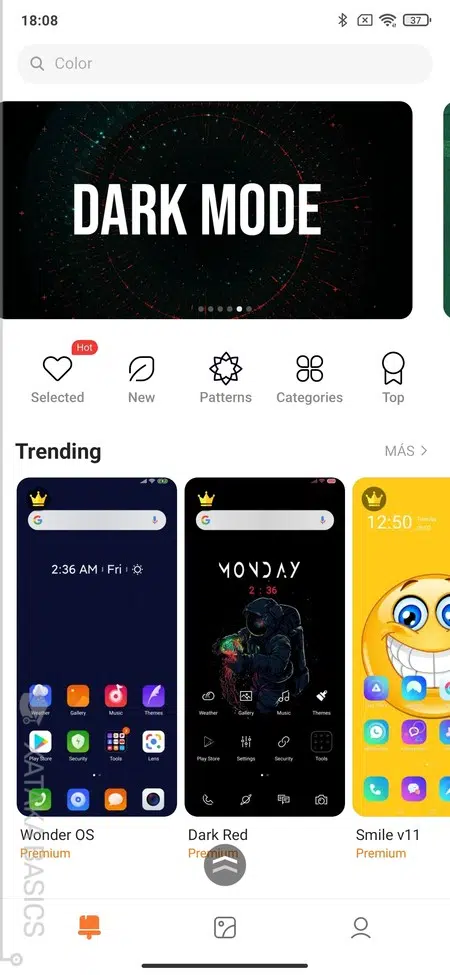 18:08
37
Color
DARK MODE
Hot
Selected
New
Patterns
Categories
Top
Trending
MÁS
2:36 AM Fri
Weather
Gallery
Music
Themes
Play Store
Security
Tools
Lens
Wonder OS
Premium
MONDAY
2 : 36
Weather
Gallery
Music
Themes
Play Store
Settings
Security
Tools
Dark Red
Premium
12:50
Smile v11
Premium
XATAKA BASICS